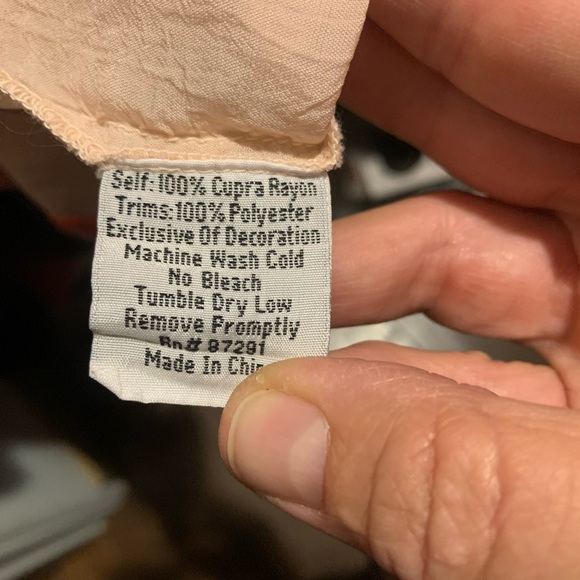 Self:100% Cupra Rayon
Trims:100% Polyester
Exclusive Of Decoration
Machine Wash Cold
No Bleach
Tumble Dry Low
Remove Promptly
Rn# 87291
Made In